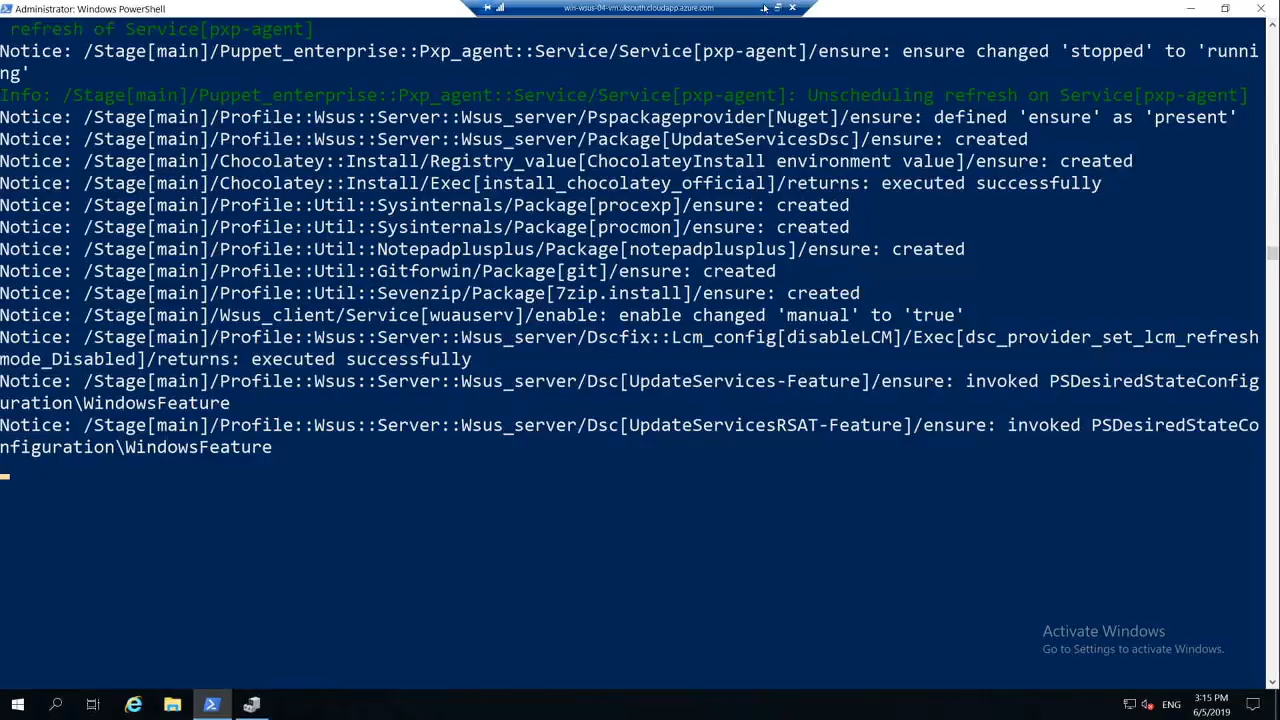 Administrator: Windows PowerShell
win-wsus-04-vm.uksouth.cloudapp.azure.com
refresh of Service[pxp-agent]
Notice: /Stage[main]/Puppet_enterprise::Pxp_agent::Service/Service[pxp-agent]/ensure: ensure changed 'stopped' to 'runni
ng'
Info: /Stage[main]/Puppet_enterprise::Pxp_agent::Service/Service[pxp-agent]: Unscheduling refresh on Service[pxp-agent]
Notice: /Stage[main]/Profile::Wsus::Server::Wsus_server/Pspackageprovider[Nuget]/ensure: defined 'ensure' as 'present'
Notice: /Stage[main]/Profile::Wsus::Server::Wsus_server/Package[UpdateServicesDsc]/ensure: created
Notice: /Stage[main]/Chocolatey::Install/Registry_value[ChocolateyInstall environment value]/ensure: created
Notice: /Stage[main]/Chocolatey::Install/Exec[install_chocolatey_official]/returns: executed successfully
Notice: /Stage[main]/Profile::Util::Sysinternals/Package[procexp]/ensure: created
Notice: /Stage[main]/Profile::Util::Sysinternals/Package[procmon]/ensure: created
Notice: /Stage[main]/Profile::Util::Notepadplusplus/Package[notepadplusplus]/ensure: created
Notice: /Stage[main]/Profile::Util::Gitforwin/Package[git]/ensure: created
Notice: /Stage[main]/Profile::Util::Sevenzip/Package[7zip.install]/ensure: created
Notice: /Stage[main]/Wsus_client/Service[wuauserv]/enable: enable changed 'manual' to 'true'
Notice: /Stage[main]/Profile::Wsus::Server::Wsus_server/Dscfix::Lcm_config[disableLCM]/Exec[dsc_provider_set_lcm_refresh
mode_Disabled]/returns: executed successfully
Notice: /Stage[main]/Profile::Wsus::Server::Wsus_server/Dsc[UpdateServices-Feature]/ensure: invoked PSDesiredStateConfig
uration\WindowsFeature
Notice: /Stage[main]/Profile::Wsus::Server::Wsus_server/Dsc[UpdateServicesRSAT-Feature]/ensure: invoked PSDesiredStateCo
nfiguration\WindowsFeature
Activate Windows
Go to Settings to activate Windows.
ENG
3:15 PM
6/5/2019